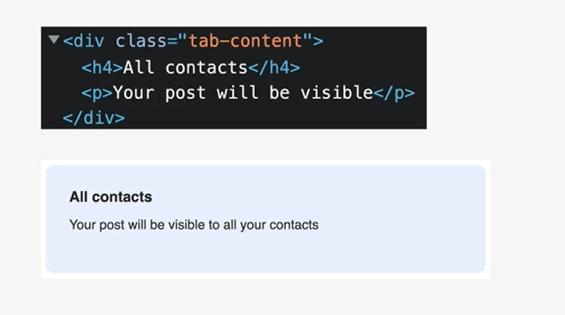 <div class="tab-content">
<h4>All contacts</h4>
<p>Your post will be visible</p>
</div>
All contacts
Your post will be visible to all your contacts